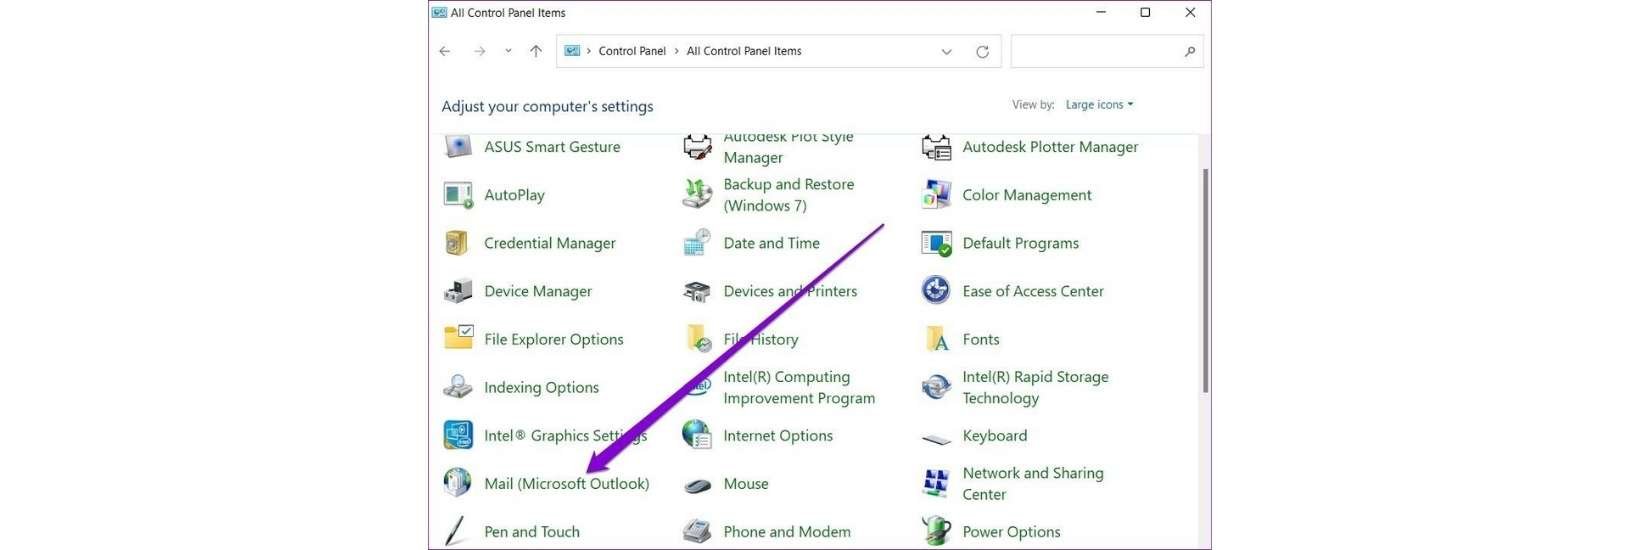 All Control Panel Items
Control Panel > All Control Panel Items
Adjust your computer's settings
View by: Large icons
ASUS Smart Gesture
Autodesk Plot Style
Manager
Autodesk Plotter Manager
AutoPlay
Backup and Restore
(Windows 7)
Color Management
Credential Manager
Date and Time
Default Programs
Device Manager
Devices and Printers
Ease of Access Center
File Explorer Options
File History
Fonts
Indexing Options
Intel(R) Computing
Improvement Program
Intel(R) Rapid Storage
Technology
Intel® Graphics Settings
Internet Options
Keyboard
Mail (Microsoft Outlook)
Mouse
Network and Sharing
Center
Pen and Touch
Phone and Modem
Power Options